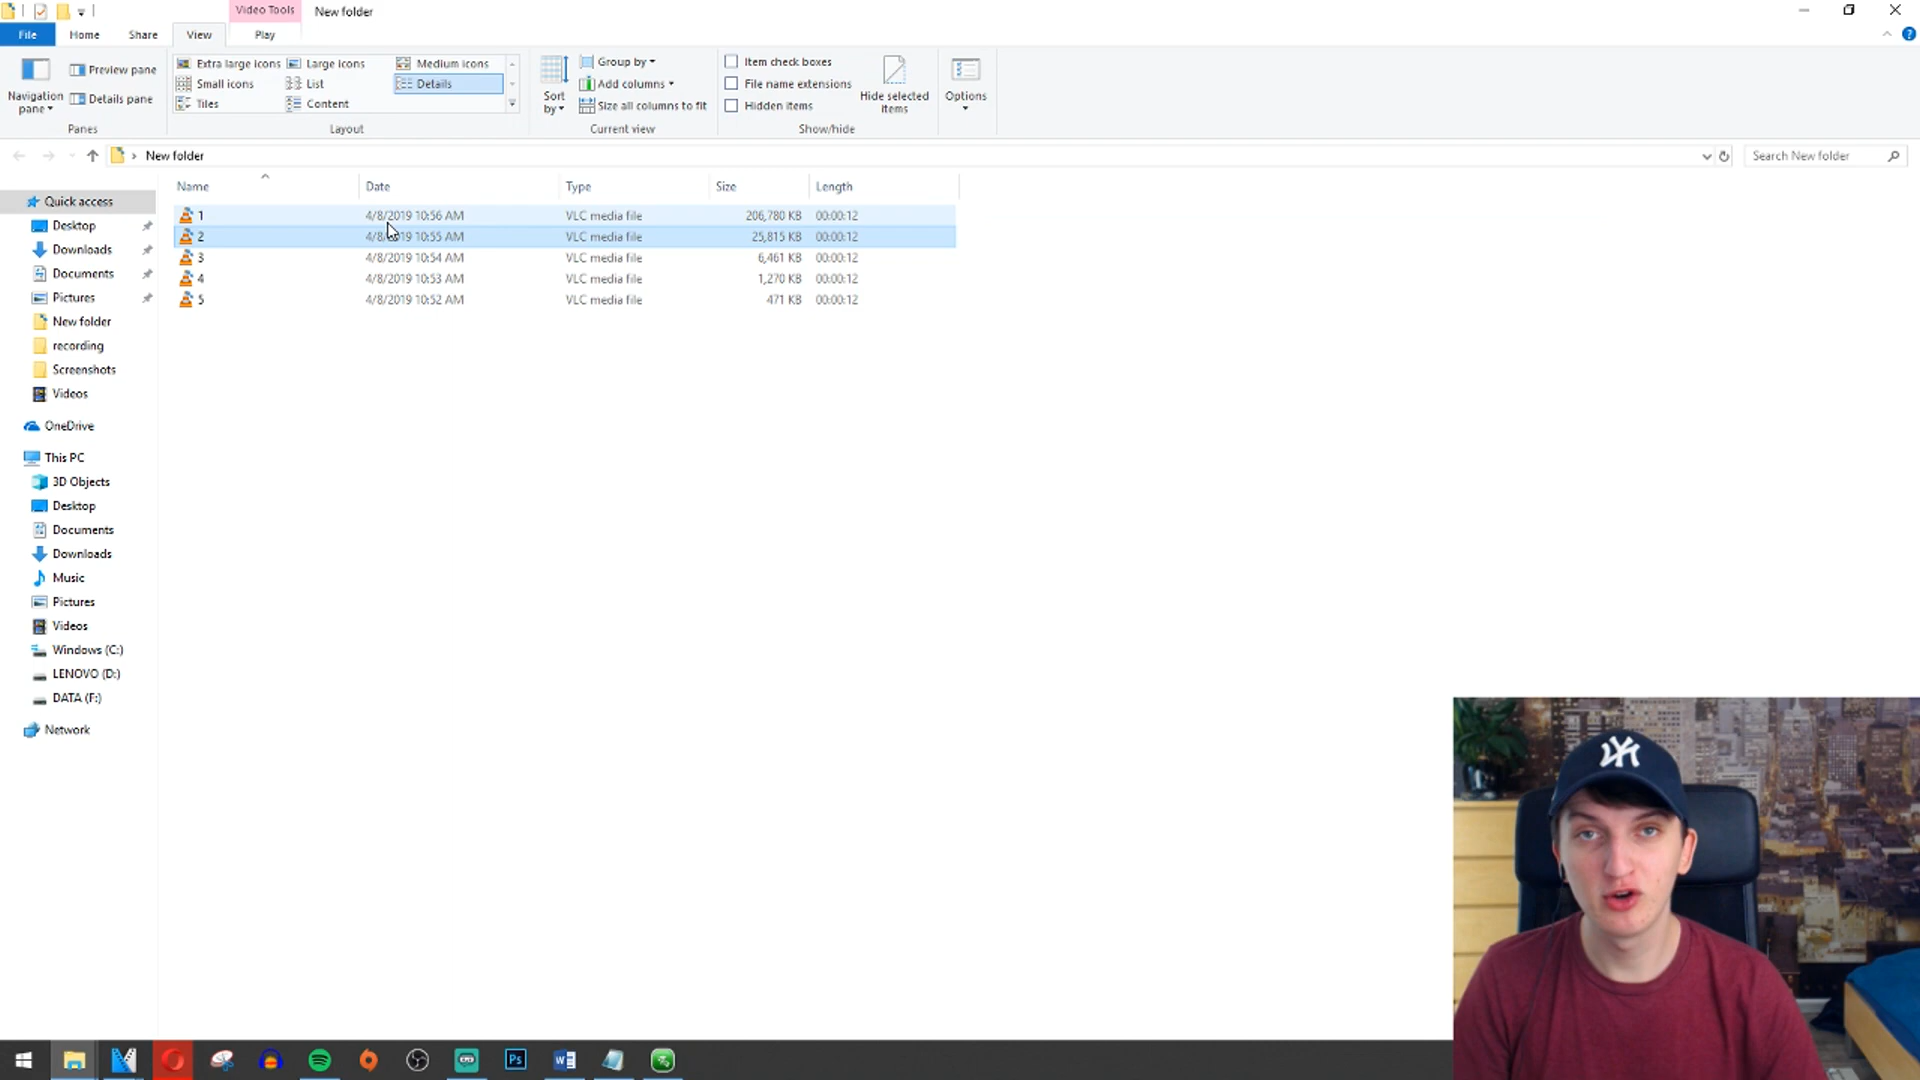 Video Tools New folder
File Home Share View Play
Navigation pane Preview pane Details pane Panes
Extra large icons Large icons Medium icons
Small icons List Details
Tiles Content
Layout
Sort by Group by Add columns Size all columns to fit
Current view
Item check boxes
File name extensions
Hidden items
Hide selected items
Show/hide
Options
New folder Search New folder
Name Date Type Size Length
1 4/8/2019 10:56 AM VLC media file 206,780 KB 00:00:12
2 4/8/2019 10:55 AM VLC media file 25,815 KB 00:00:12
3 4/8/2019 10:54 AM VLC media file 6,461 KB 00:00:12
4 4/8/2019 10:53 AM VLC media file 1,270 KB 00:00:12
5 4/8/2019 10:52 AM VLC media file 471 KB 00:00:12
Quick access
Desktop
Downloads
Documents
Pictures
New folder
recording
Screenshots
Videos
OneDrive
This PC
3D Objects
Desktop
Documents
Downloads
Music
Pictures
Videos
Windows (C:)
LENOVO (D:)
DATA (F:)
Network
NY
Ps